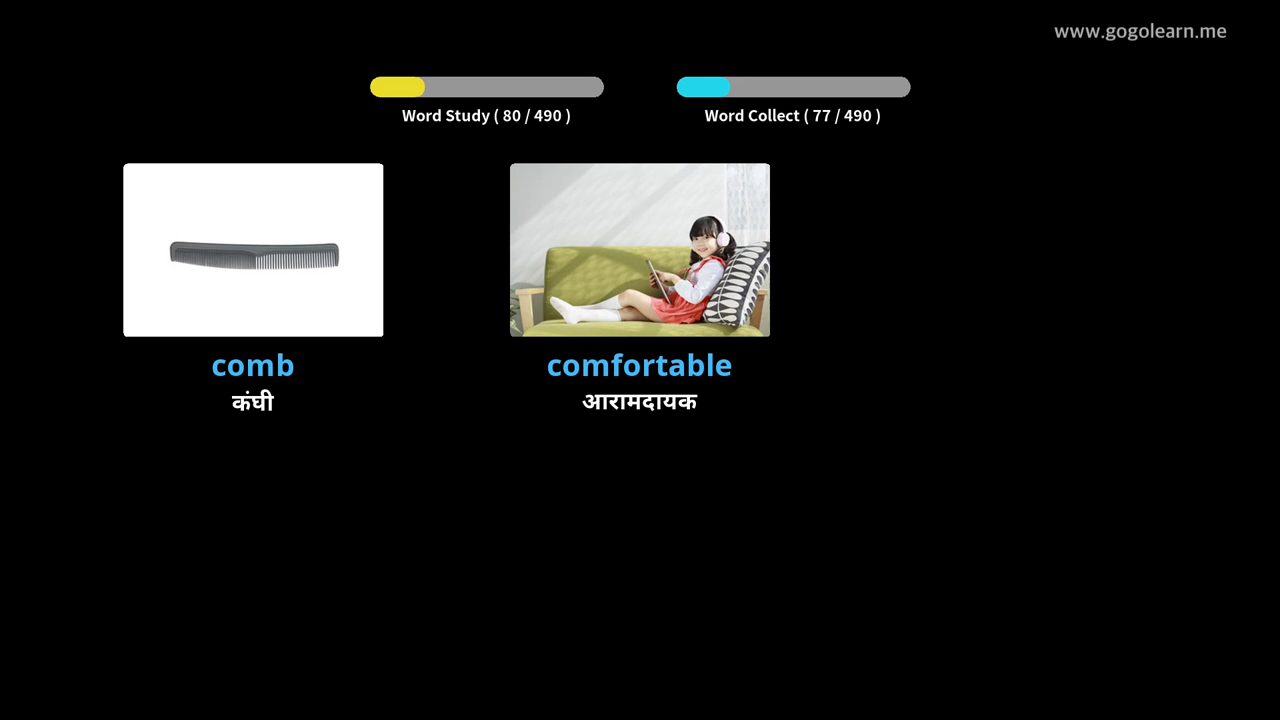 www.gogolearn.me
Word Study ( 80 / 490 )
Word Collect ( 77 / 490 )
comb
कंघी
comfortable
आरामदायक